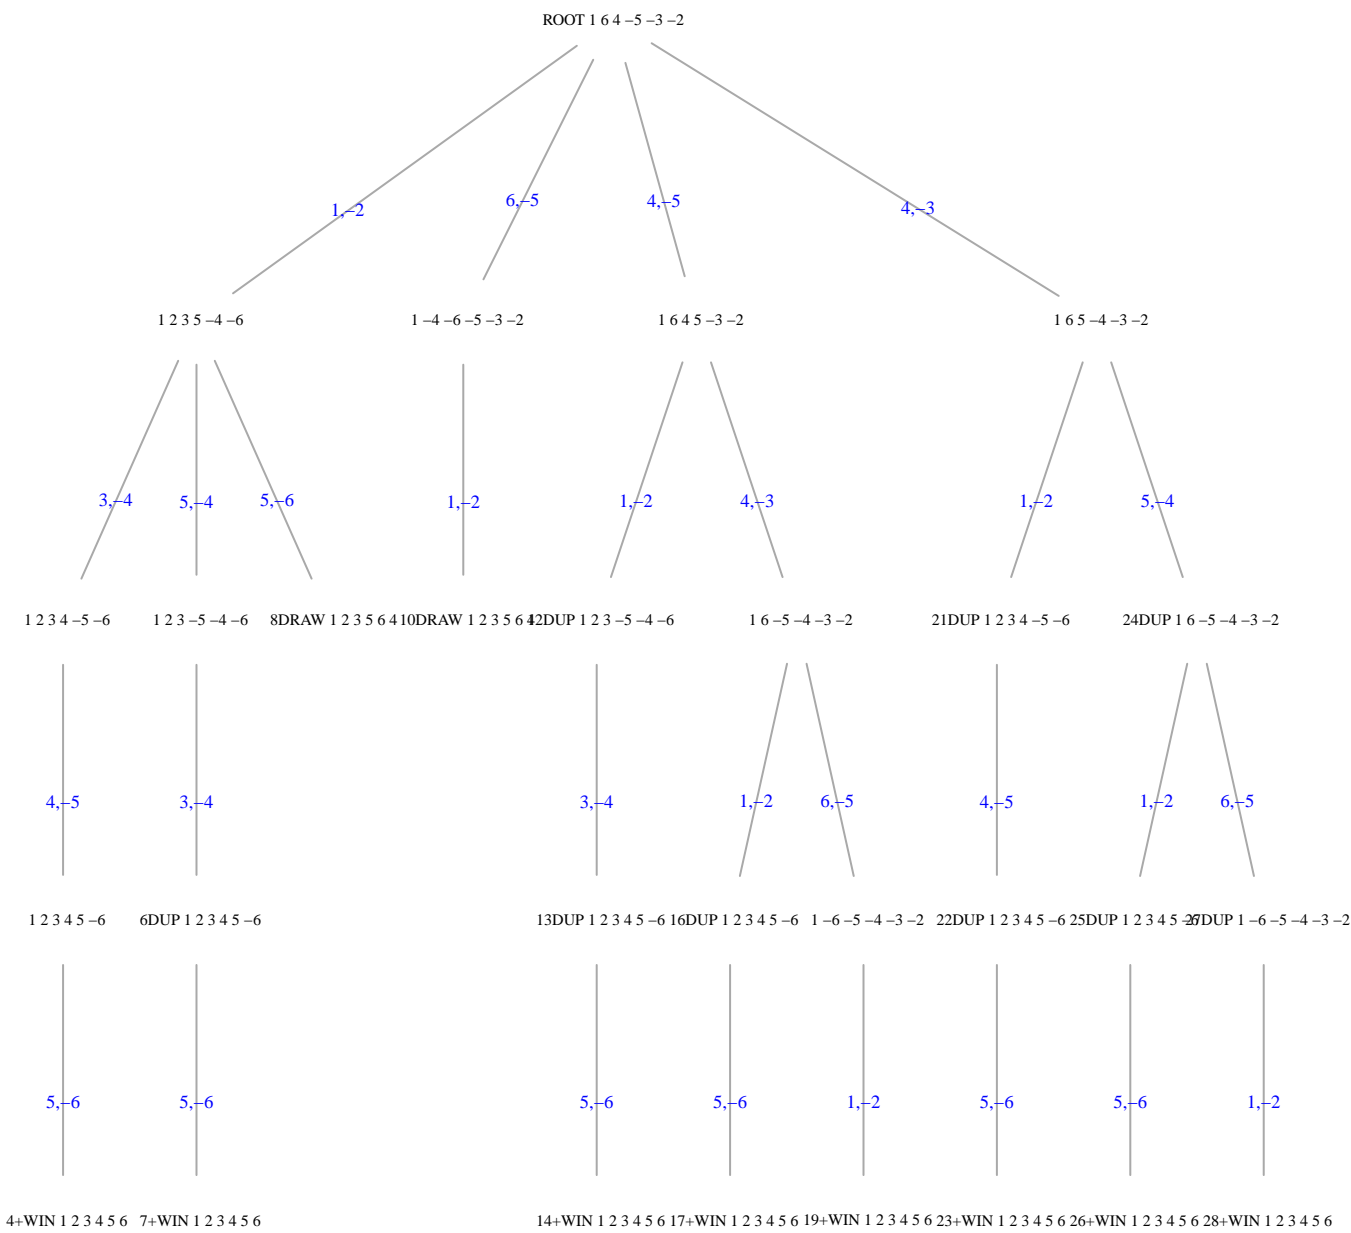 ROOT 1 6 4 −5 −3 −2
1,−2 6,−5 4,−5 4,−3
1 2 3 5 −4 −6 1 −4 −6 −5 −3 −2 1 6 4 5 −3 −2 1 6 5 −4 −3 −2
3,−4 5,−4 5,−6 1,−2 1,−2 4,−3 1,−2 5,−4
1 2 3 4 −5 −6 1 2 3 −5 −4 −6 8DRAW 1 2 3 5 6 4 10DRAW 1 2 3 5 6 4 12DUP 1 2 3 −5 −4 −6 1 6 −5 −4 −3 −2 21DUP 1 2 3 4 −5 −6 24DUP 1 6 −5 −4 −3 −2
4,−5 3,−4 3,−4 1,−2 6,−5 4,−5 1,−2 6,−5
1 2 3 4 5 −6 6DUP 1 2 3 4 5 −6 13DUP 1 2 3 4 5 −6 16DUP 1 2 3 4 5 −6 1 −6 −5 −4 −3 −2 22DUP 1 2 3 4 5 −6 25DUP 1 2 3 4 5 −6 27DUP 1 −6 −5 −4 −3 −2
5,−6 5,−6 5,−6 5,−6 1,−2 5,−6 5,−6 1,−2
4+WIN 1 2 3 4 5 6 7+WIN 1 2 3 4 5 6 14+WIN 1 2 3 4 5 6 17+WIN 1 2 3 4 5 6 19+WIN 1 2 3 4 5 6 23+WIN 1 2 3 4 5 6 26+WIN 1 2 3 4 5 6 28+WIN 1 2 3 4 5 6